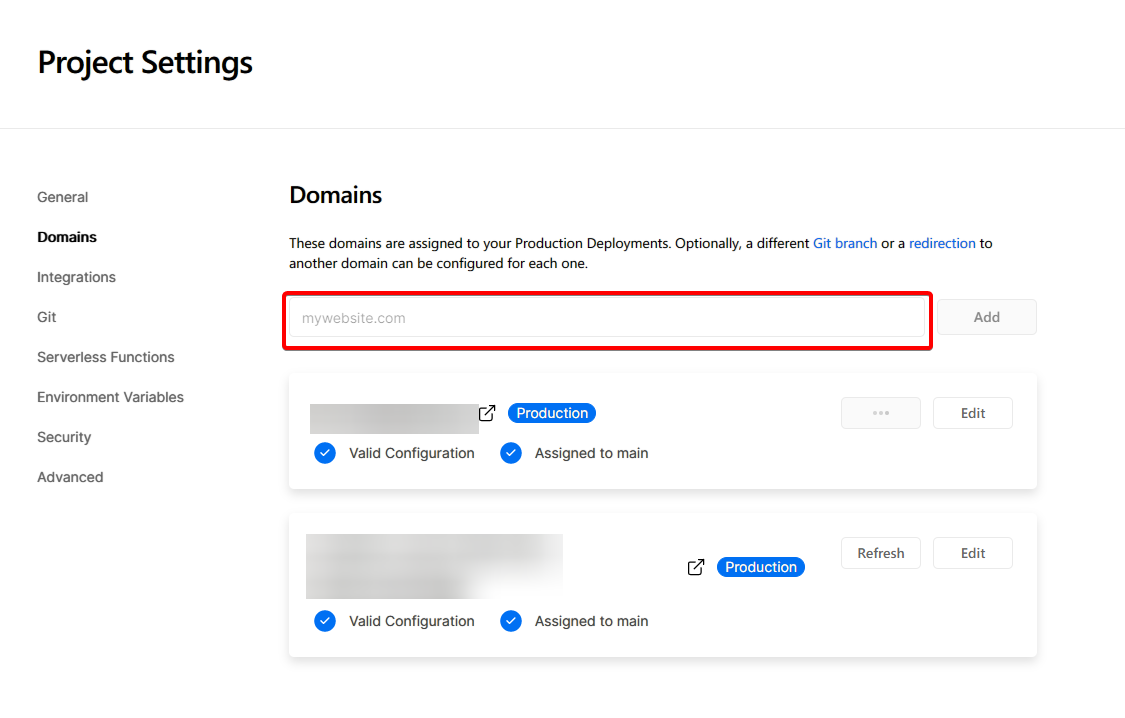 Project Settings
General
Domains
Integrations
Git
Serverless Functions
Environment Variables
Security
Advanced
Domains
These domains are assigned to your Production Deployments. Optionally, a different Git branch or a redirection to
another domain can be configured for each one.
mywebsite.com
Add
Production
... Edit
Valid Configuration Assigned to main
Production
Refresh Edit
Valid Configuration Assigned to main